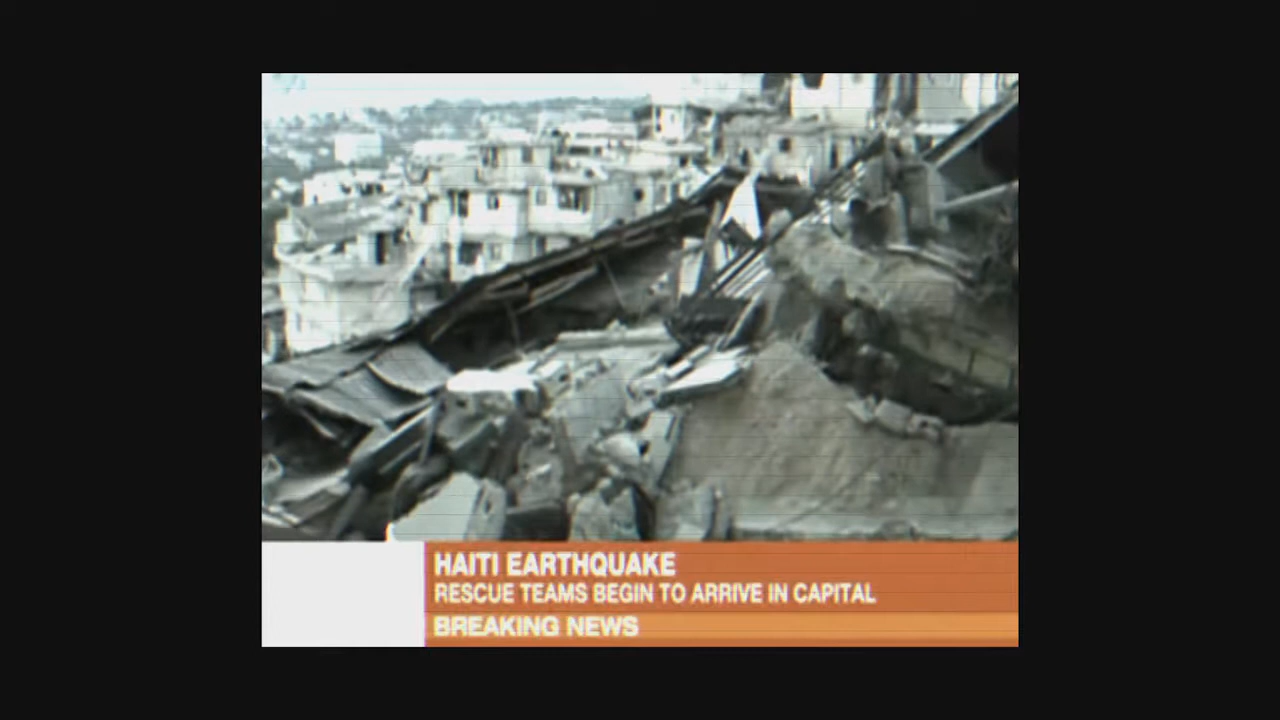 HAITI EARTHQUAKE
RESCUE TEAMS BEGIN TO ARRIVE IN CAPITAL
BREAKING NEWS